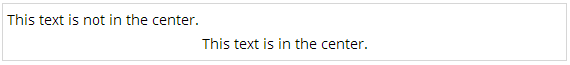 This text is not in the center.
This text is in the center.